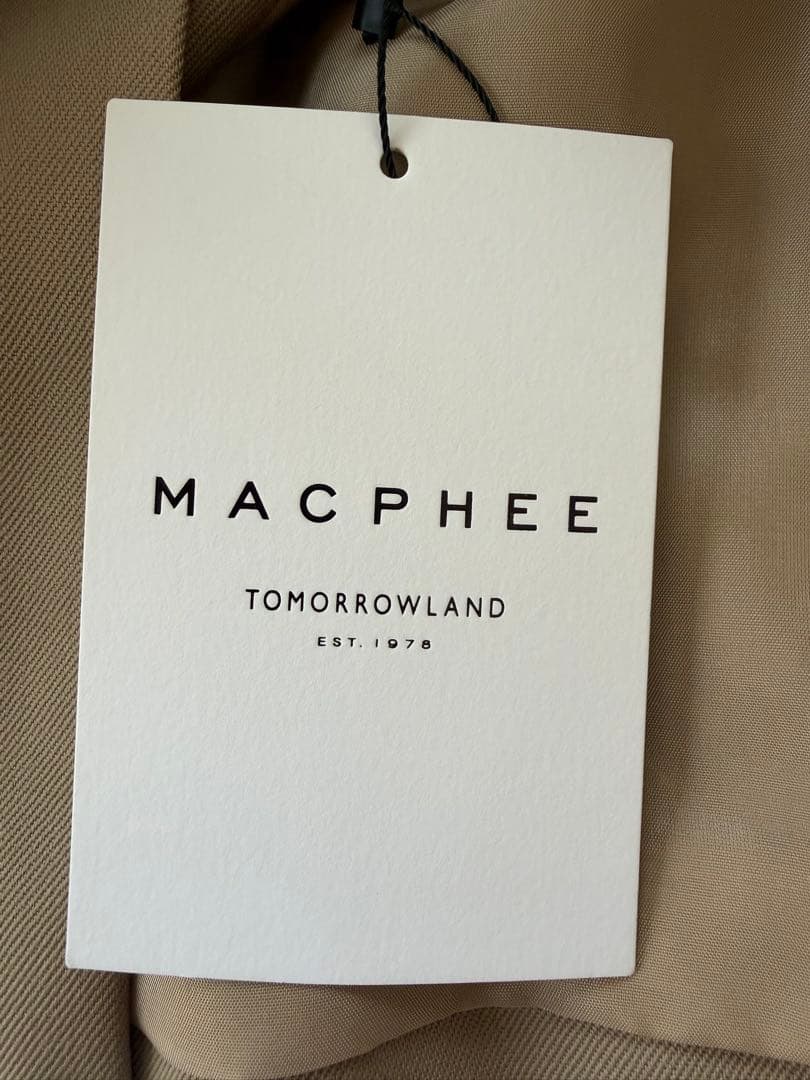 MACPHEE
TOMORROWLAND
EST. 1978